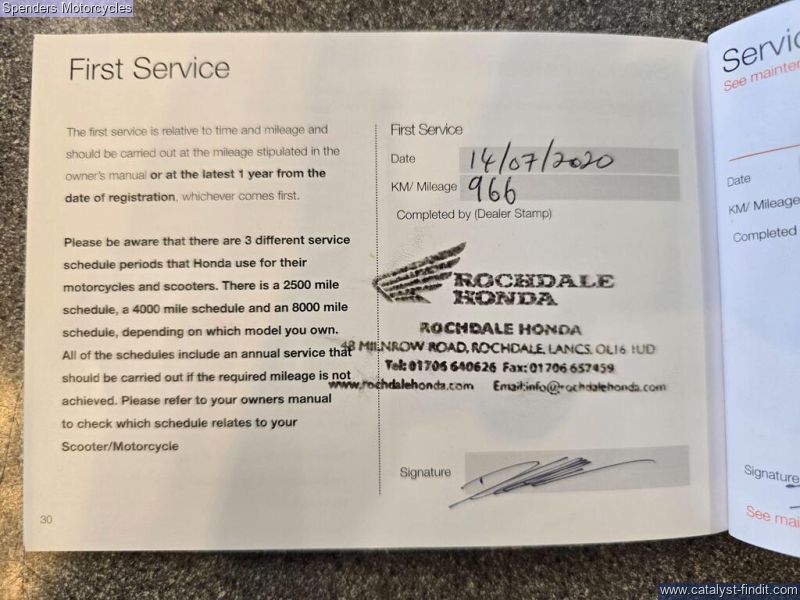 Spenders Motorcycles
First Service
The first service is relative to time and mileage and
should be carried out at the mileage stipulated in the
owner's manual or at the latest 1 year from the
date of registration, whichever comes first.
Please be aware that there are 3 different service
schedule periods that Honda use for their
motorcycles and scooters. There is a 2500 mile
schedule, a 4000 mile schedule and an 8000 mile
schedule, depending on which model you own.
All of the schedules include an annual service that
should be carried out if the required mileage is not
achieved. Please refer to your owners manual
to check which schedule relates to your
Scooter/Motorcycle
30
First Service
Date 14/07/2020
KM/ Mileage 966
Completed by (Dealer Stamp)
ROCHDALE
HONDA
ROCHDALE HONDA
48 MILNROW ROAD, ROCHDALE, LANCS. OL16 1UD
Tel: 01706 640626 Fax: 01706 657459
www.rochdalehonda.com Email:info@rochdalehonda.com
Signature
Servic
See mainten
Date
KM/ Mileage
Completed
Signature
See mai
www.catalyst-findit.com